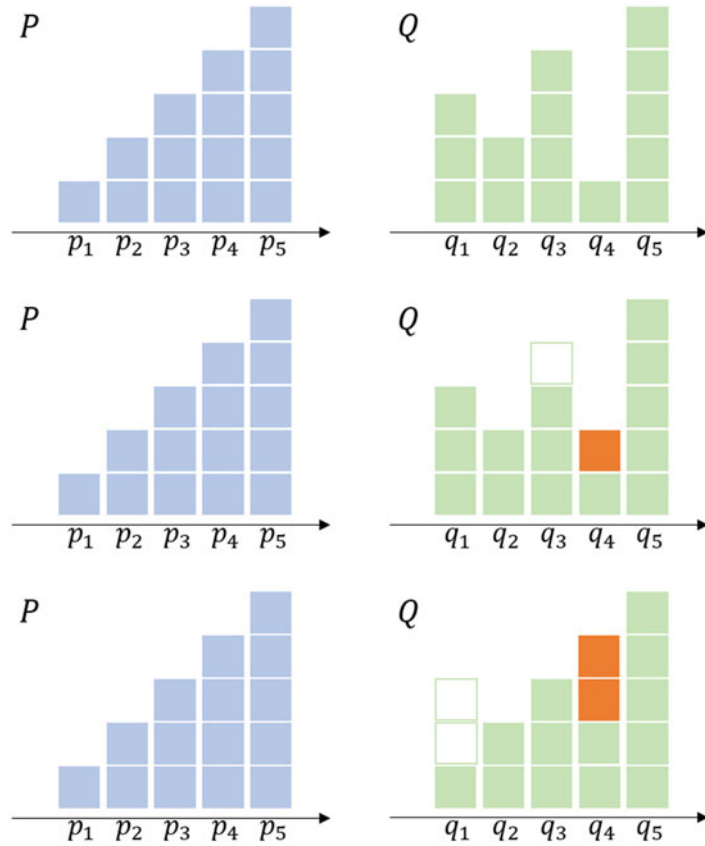 P Q
p₁ p₂ p₃ p₄ p₅ q₁ q₂ q₃ q₄ q₅
P Q
p₁ p₂ p₃ p₄ p₅ q₁ q₂ q₃ q₄ q₅
P Q
p₁ p₂ p₃ p₄ p₅ q₁ q₂ q₃ q₄ q₅